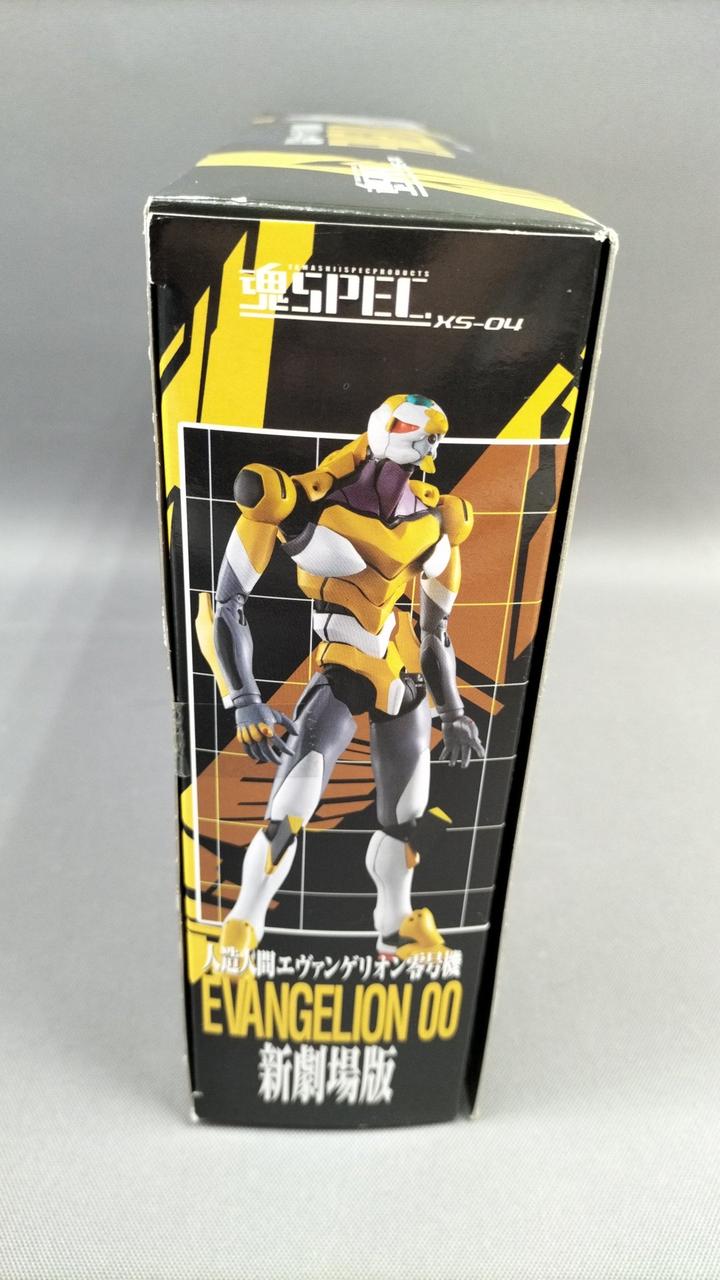 TAMASHII SPEC PRODUCTS
魂SPEC
XS-04
人造人間エヴァンゲリオン零号機
EVANGELION 00
新劇場版